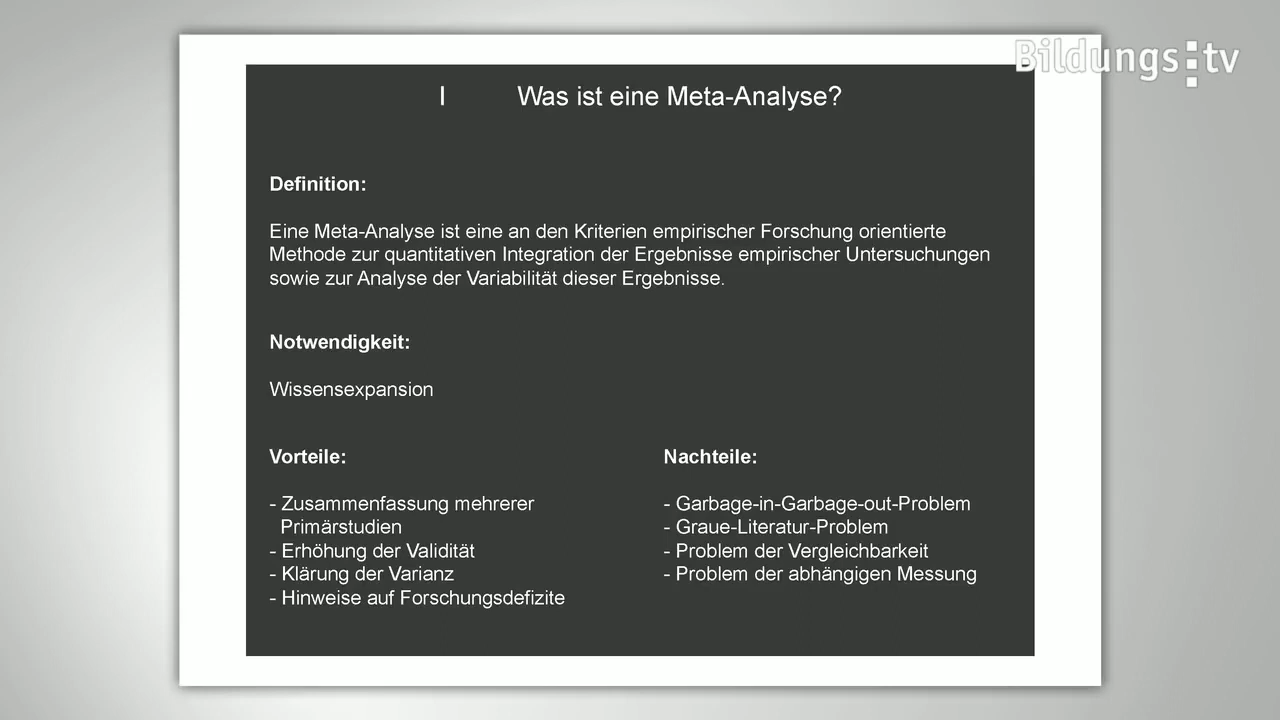 Bildungs:tv
I Was ist eine Meta-Analyse?
Definition:
Eine Meta-Analyse ist eine an den Kriterien empirischer Forschung orientierte
Methode zur quantitativen Integration der Ergebnisse empirischer Untersuchungen
sowie zur Analyse der Variabilität dieser Ergebnisse.
Notwendigkeit:
Wissensexpansion
Vorteile:
- Zusammenfassung mehrerer
Primärstudien
- Erhöhung der Validität
- Klärung der Varianz
- Hinweise auf Forschungsdefizite
Nachteile:
- Garbage-in-Garbage-out-Problem
- Graue-Literatur-Problem
- Problem der Vergleichbarkeit
- Problem der abhängigen Messung